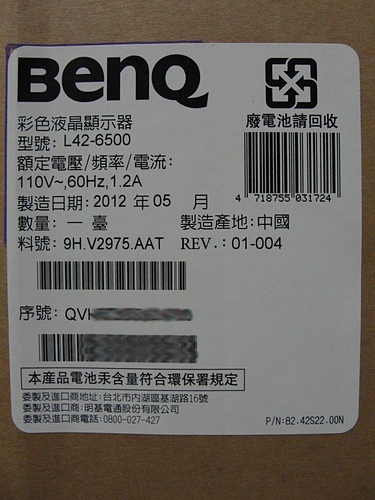 BenQ
廢電池請回收
彩色液晶顯示器
型號: L42-6500
額定電壓/頻率/電流:
110V~,60Hz,1.2A
4 718755 031724
製造日期: 2012 年 05 月
數量: 一 臺 製造產地:中國
料號: 9H.V2975.AAT REV.: 01-004
序號: QV
本產品電池汞含量符合環保署規定
委製及進口商地址:台北市內湖區基湖路16號
委製及進口商:明基電通股份有限公司
委製及進口商電話:0800-027-427
P/N:82.42S22.00N